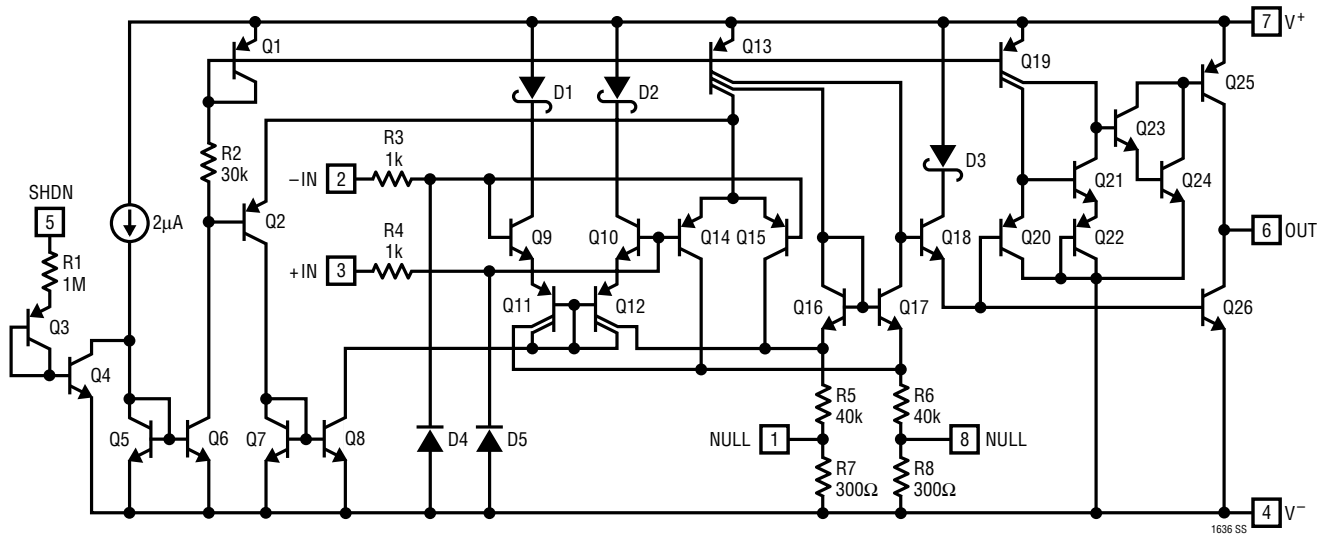 7 V+
Q1
Q13
Q19
Q25
D1
D2
Q23
R3
1k
R2
30k
D3
–IN 2
Q21
Q24
SHDN
5
2µA
Q2
R4
1k
Q9
Q10
Q14
Q15
Q18
Q20
Q22
6 OUT
R1
1M
+IN 3
Q11
Q12
Q16
Q17
Q26
Q3
Q4
R5
40k
R6
40k
Q5
Q6
Q7
Q8
D4
D5
NULL 1
8 NULL
R7
300Ω
R8
300Ω
4 V–
1636 SS